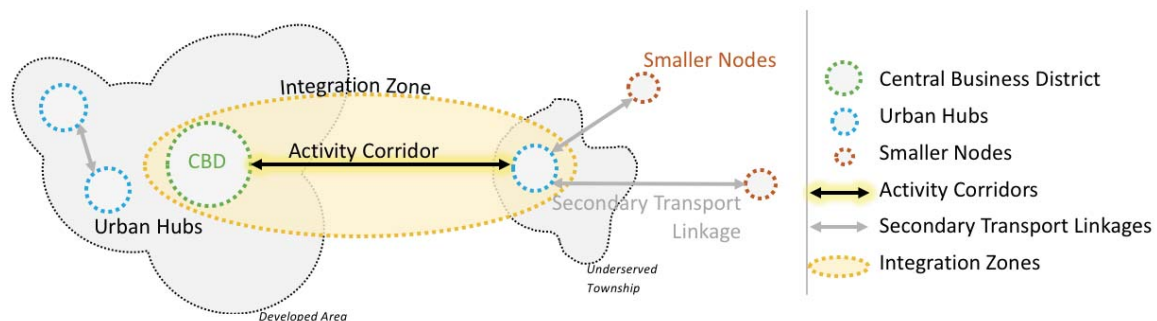 Smaller Nodes
Integration Zone
CBD
Activity Corridor
Urban Hubs
Secondary Transport
Linkage
Underserved
Township
Developed Area
Central Business District
Urban Hubs
Smaller Nodes
Activity Corridors
Secondary Transport Linkages
Integration Zones